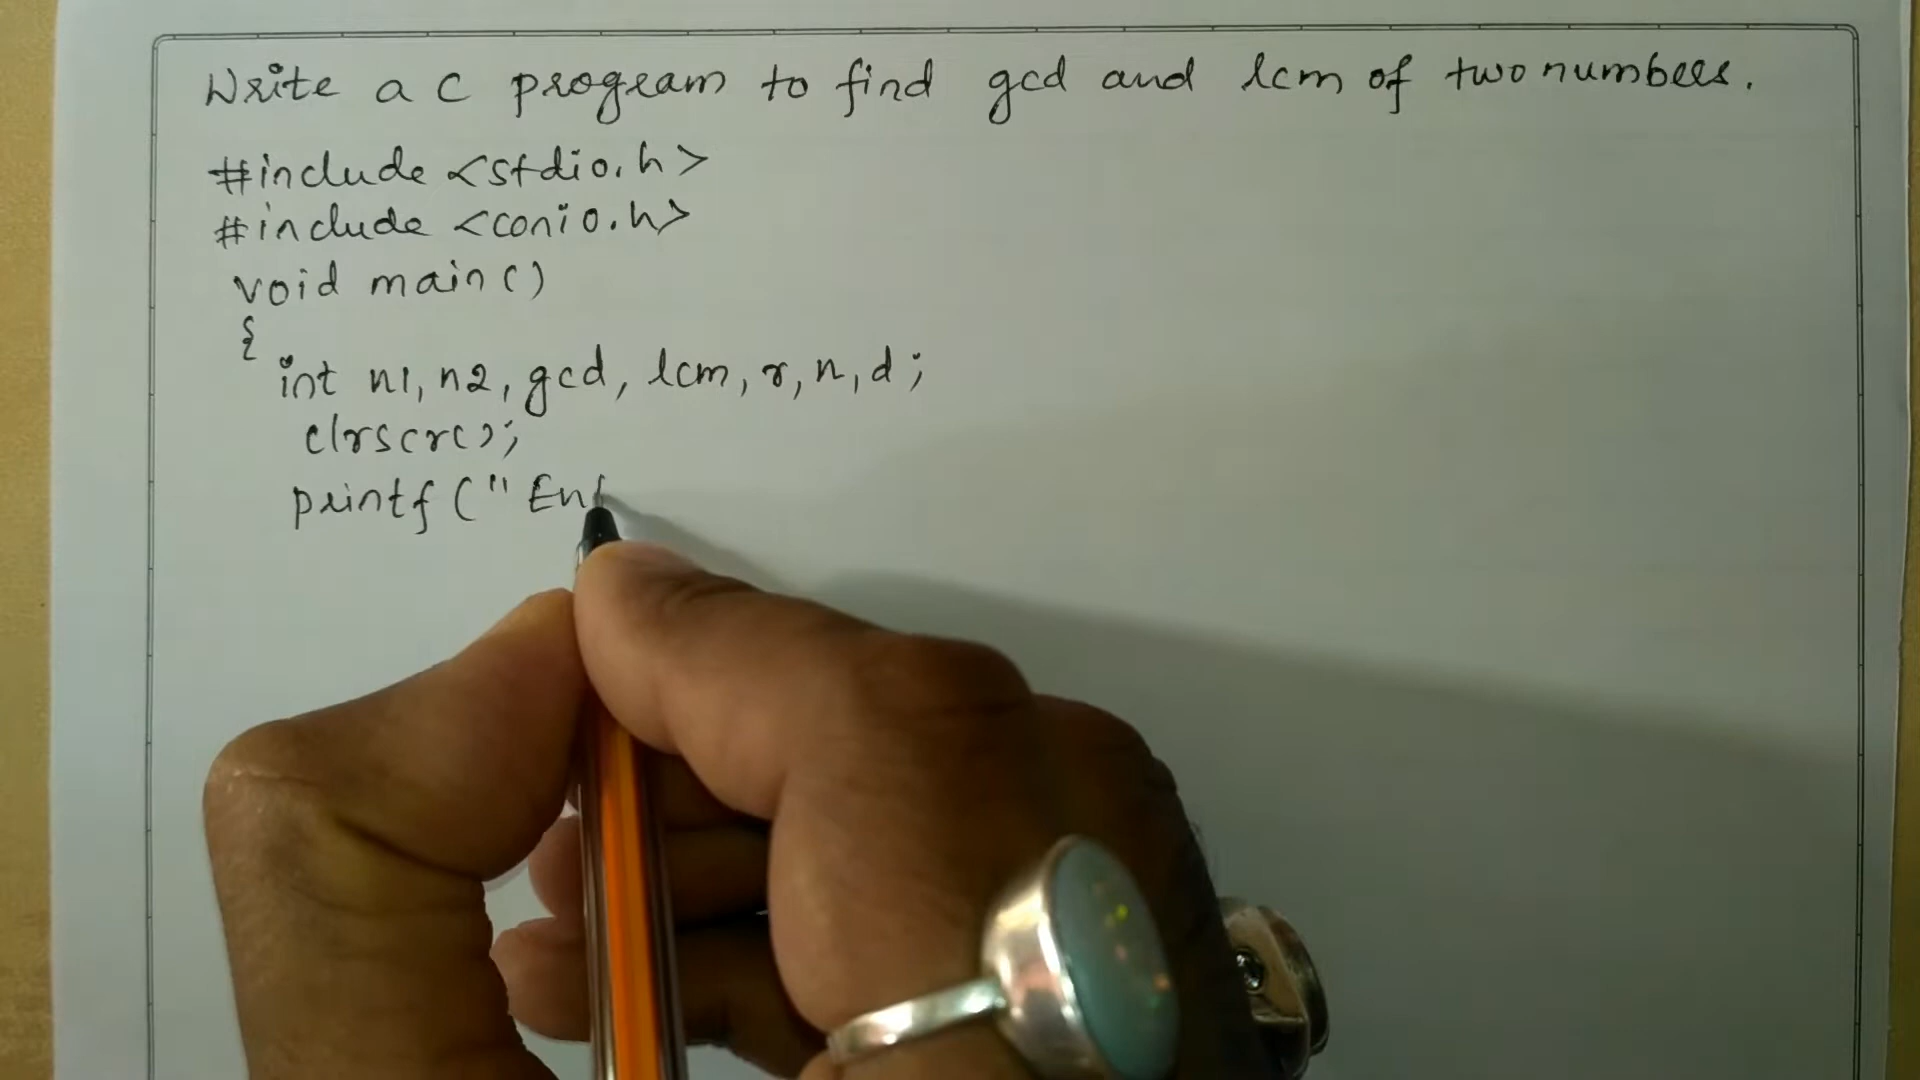 Write a C program to find gcd and lcm of two numbers.
#include <stdio.h>
#include <conio.h>
void main()
{
int n1, n2, gcd, lcm, r, n, d;
clrscr();
printf ("Ent